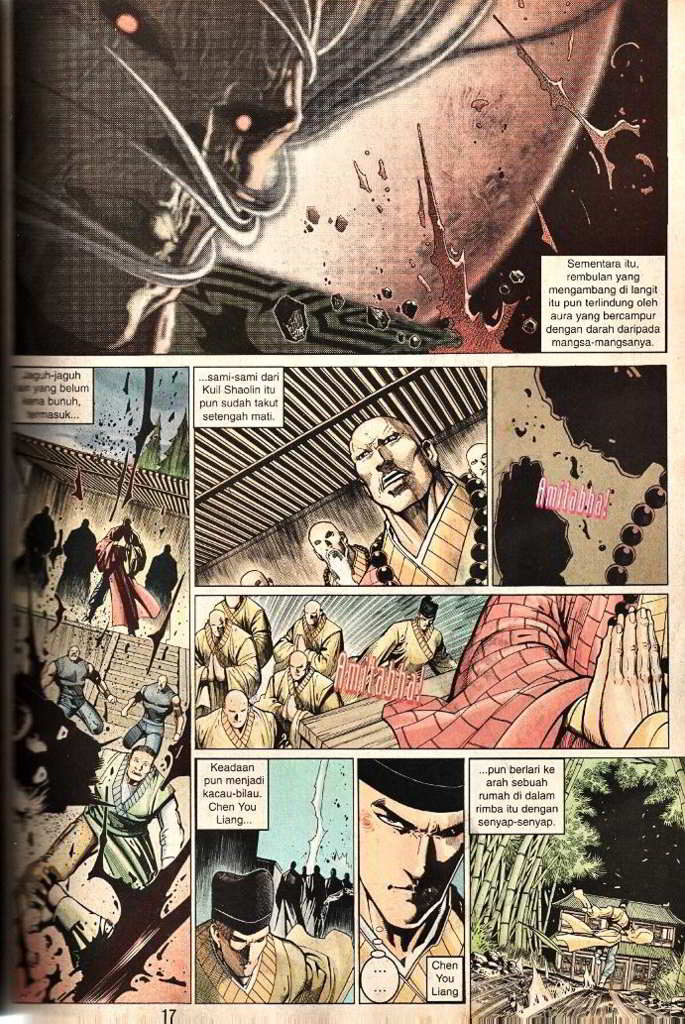 Sementara itu,
rembulan yang
mengambang di langit
itu pun terlindung oleh
aura yang bercampur
dengan darah daripada
mangsa-mangsanya.
Jaguh-jaguh
yang belum
kena bunuh,
termasuk...
...sami-sami dari
Kuil Shaolin itu
pun sudah takut
setengah mati.
Amitabha!
Amitabha!
Keadaan
pun menjadi
kacau-bilau.
Chen You
Liang...
...
...
Chen
You
Liang
...pun berlari ke
arah sebuah
rumah di dalam
rimba itu dengan
senyap-senyap.
17